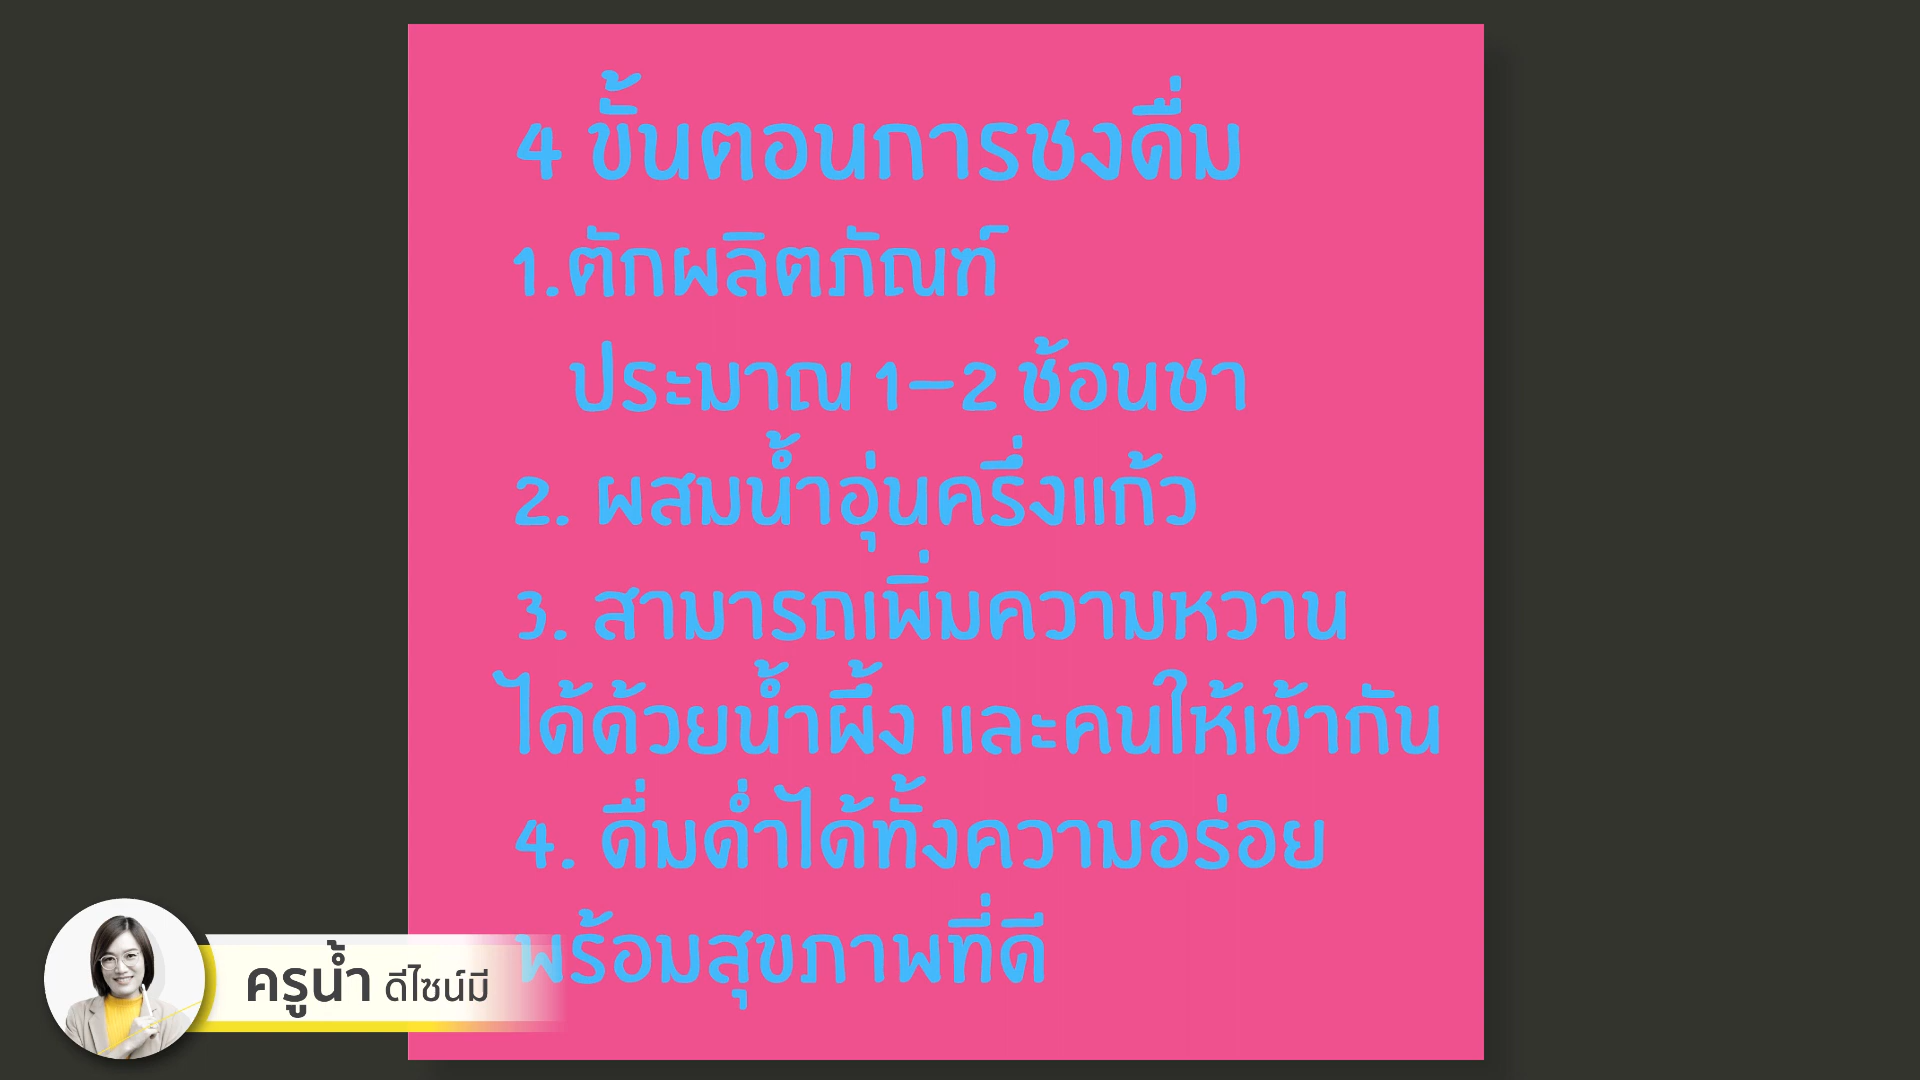 4 ขั้นตอนการชงดื่ม
1.ตักผลิตภัณฑ์
ประมาณ 1-2 ช้อนชา
2. ผสมน้ำอุ่นครึ่งแก้ว
3. สามารถเพิ่มความหวาน
ได้ด้วยน้ำผึ้ง และคนให้เข้ากัน
4. ดื่มด่ำได้ทั้งความอร่อย
พร้อมสุขภาพที่ดี
ครูน้ำ ดีไซน์มี